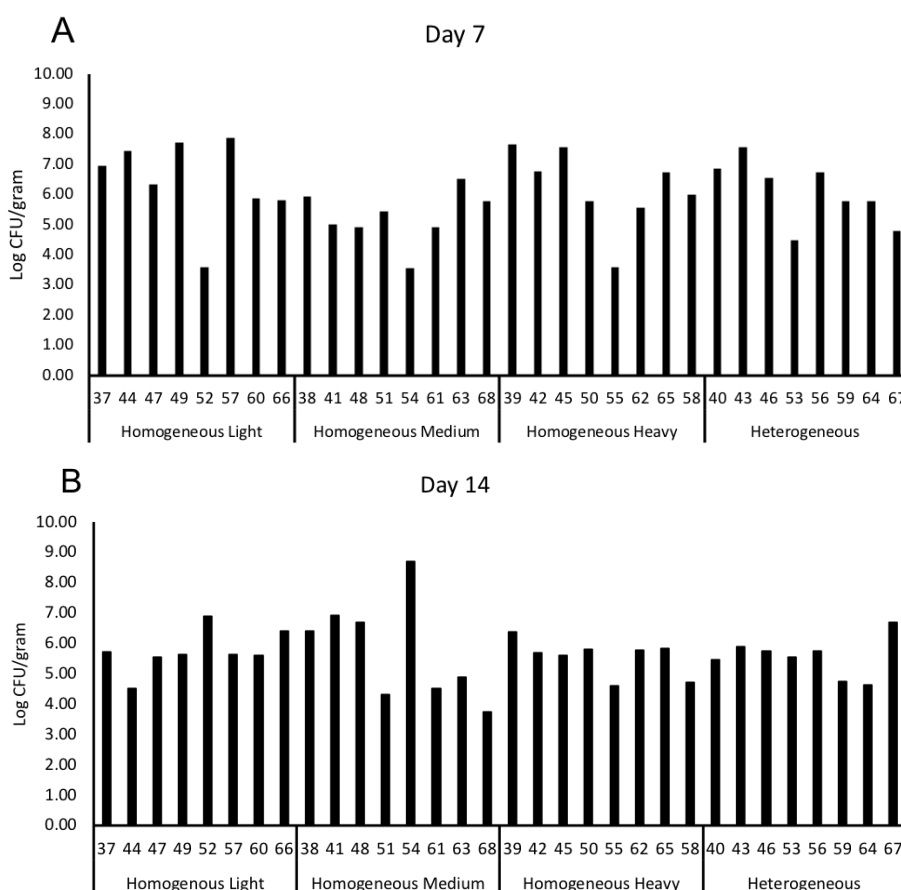 A
Day 7
10.00
9.00
8.00
7.00
6.00
5.00
4.00
3.00
2.00
1.00
0.00
Log CFU/gram
37 44 47 49 52 57 60 66 38 41 48 51 54 61 63 68 39 42 45 50 55 62 65 58 40 43 46 53 56 59 64 67
Homogeneous Light Homogeneous Medium Homogeneous Heavy Heterogeneous
B
Day 14
10.00
9.00
8.00
7.00
6.00
5.00
4.00
3.00
2.00
1.00
0.00
Log CFU/gram
37 44 47 49 52 57 60 66 38 41 48 51 54 61 63 68 39 42 45 50 55 62 65 58 40 43 46 53 56 59 64 67
Homogenous Light Homogeneous Medium Homogeneous Heavy Heterogeneous